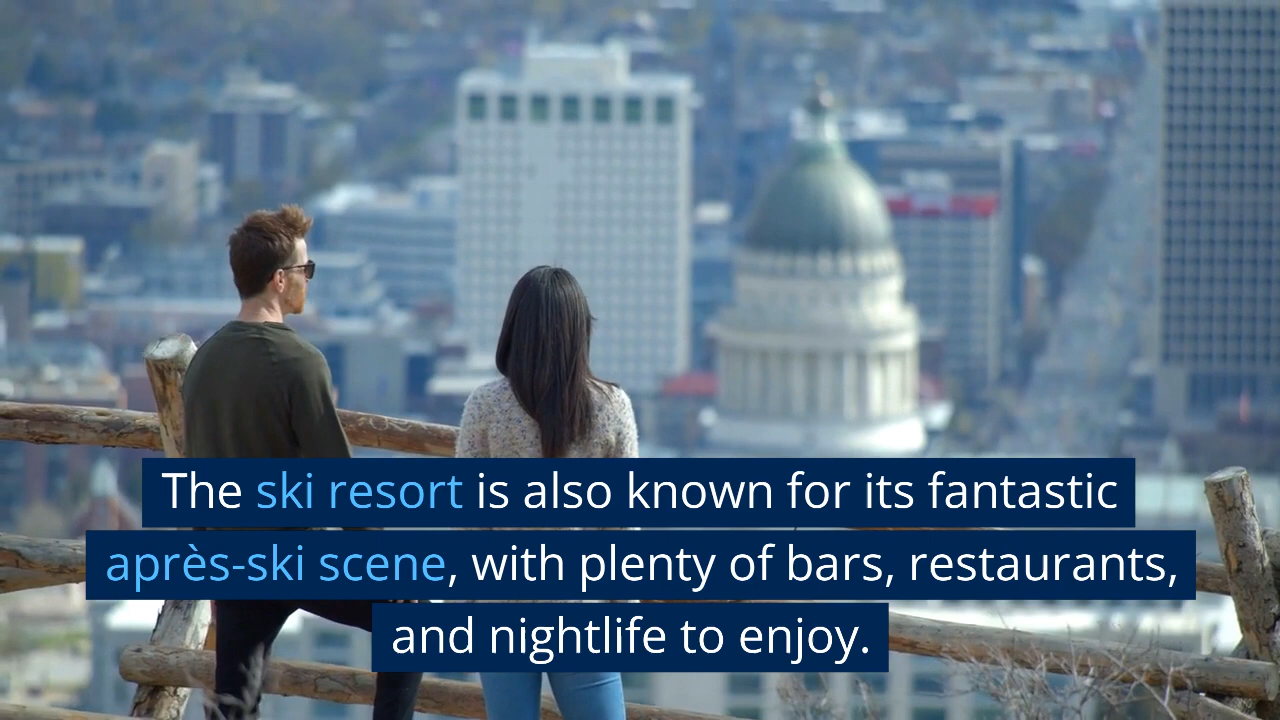 The ski resort is also known for its fantastic
après-ski scene, with plenty of bars, restaurants,
and nightlife to enjoy.